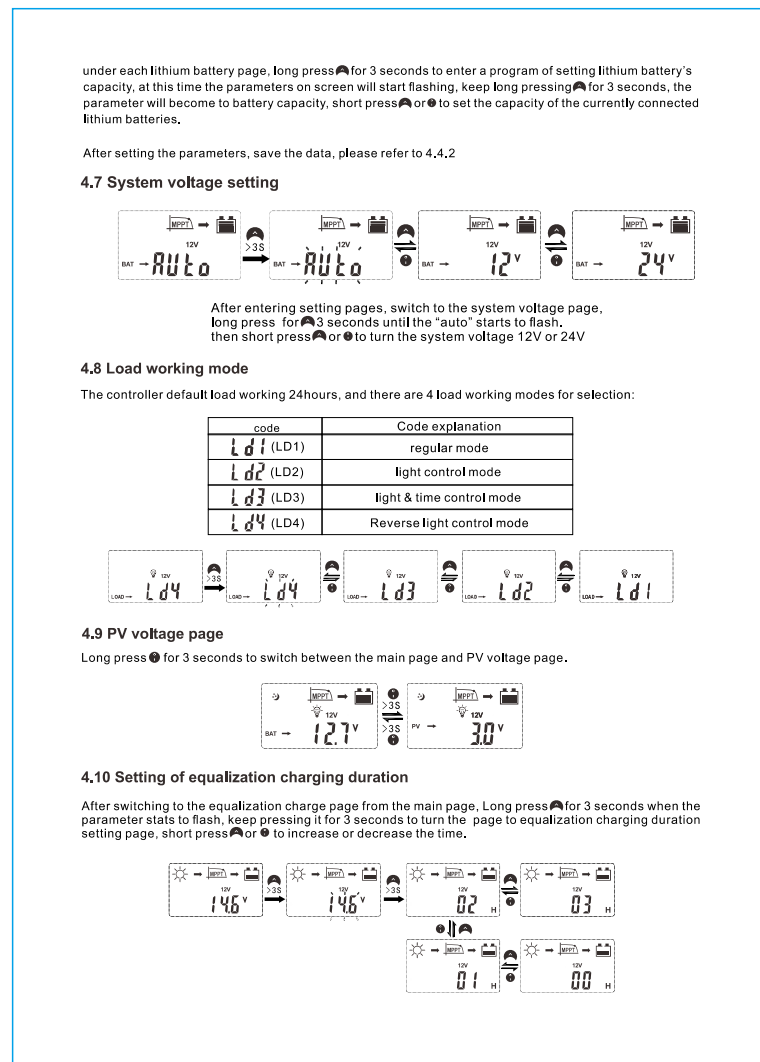 under each lithium battery page, long press for 3 seconds to enter a program of setting lithium battery's
capacity, at this time the parameters on screen will start flashing, keep long pressing for 3 seconds, the
parameter will become to battery capacity, short press or to set the capacity of the currently connected
lithium batteries.
After setting the parameters, save the data, please refer to 4.4.2
4.7 System voltage setting
MPPT MPPT MPPT MPPT
12V >3S 12V 12V 12V
BAT → AUto BAT → AUto BAT → 12 V BAT → 24 V
After entering setting pages, switch to the system voltage page,
long press for 3 seconds until the "auto" starts to flash.
then short press or to turn the system voltage 12V or 24V
4.8 Load working mode
The controller default load working 24hours, and there are 4 load working modes for selection:
code Code explanation
Ld1 (LD1) regular mode
Ld2 (LD2) light control mode
Ld3 (LD3) light & time control mode
Ld4 (LD4) Reverse light control mode
12V >3S 12V 12V 12V 12V
LOAD → Ld4 LOAD → Ld4 LOAD → Ld3 LOAD → Ld2 LOAD → Ld1
4.9 PV voltage page
Long press for 3 seconds to switch between the main page and PV voltage page.
MPPT MPPT
12V >3S 12V
BAT → 12.7 V >3S PV → 3.0 V
4.10 Setting of equalization charging duration
After switching to the equalization charge page from the main page, Long press for 3 seconds when the
parameter stats to flash, keep pressing it for 3 seconds to turn the page to equalization charging duration
setting page, short press or to increase or decrease the time.
MPPT MPPT MPPT MPPT
12V >3S 12V >3S 12V 12V
14.6 V 14.6 V 02 H 03 H
MPPT MPPT
12V 12V
01 H 00 H